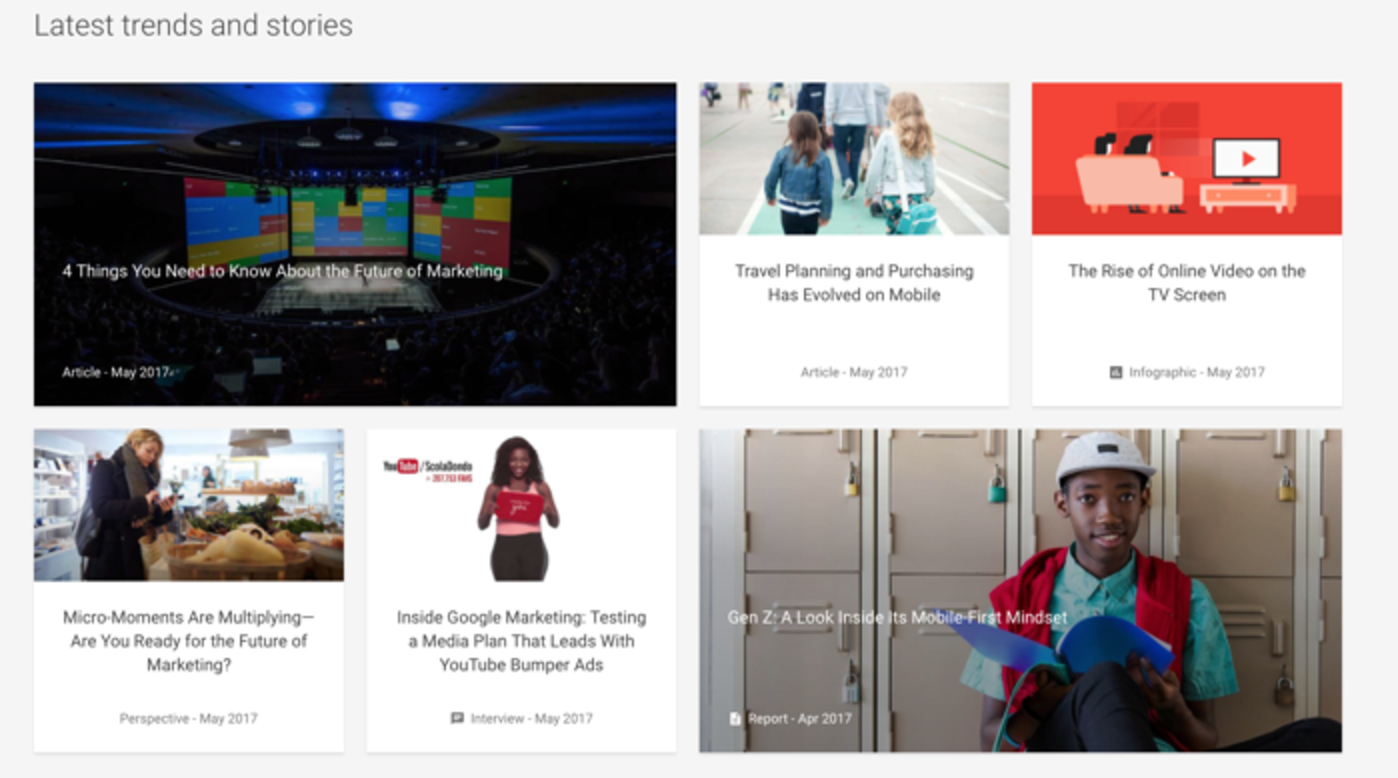 Latest trends and stories
4 Things You Need to Know About the Future of Marketing
Article - May 2017
Travel Planning and Purchasing
Has Evolved on Mobile
Article - May 2017
The Rise of Online Video on the
TV Screen
Infographic - May 2017
YouTube/ScolaDondo
Micro-Moments Are Multiplying—
Are You Ready for the Future of
Marketing?
Perspective - May 2017
Inside Google Marketing: Testing
a Media Plan That Leads With
YouTube Bumper Ads
Interview - May 2017
Gen Z: A Look Inside Its Mobile-First Mindset
Report - Apr 2017